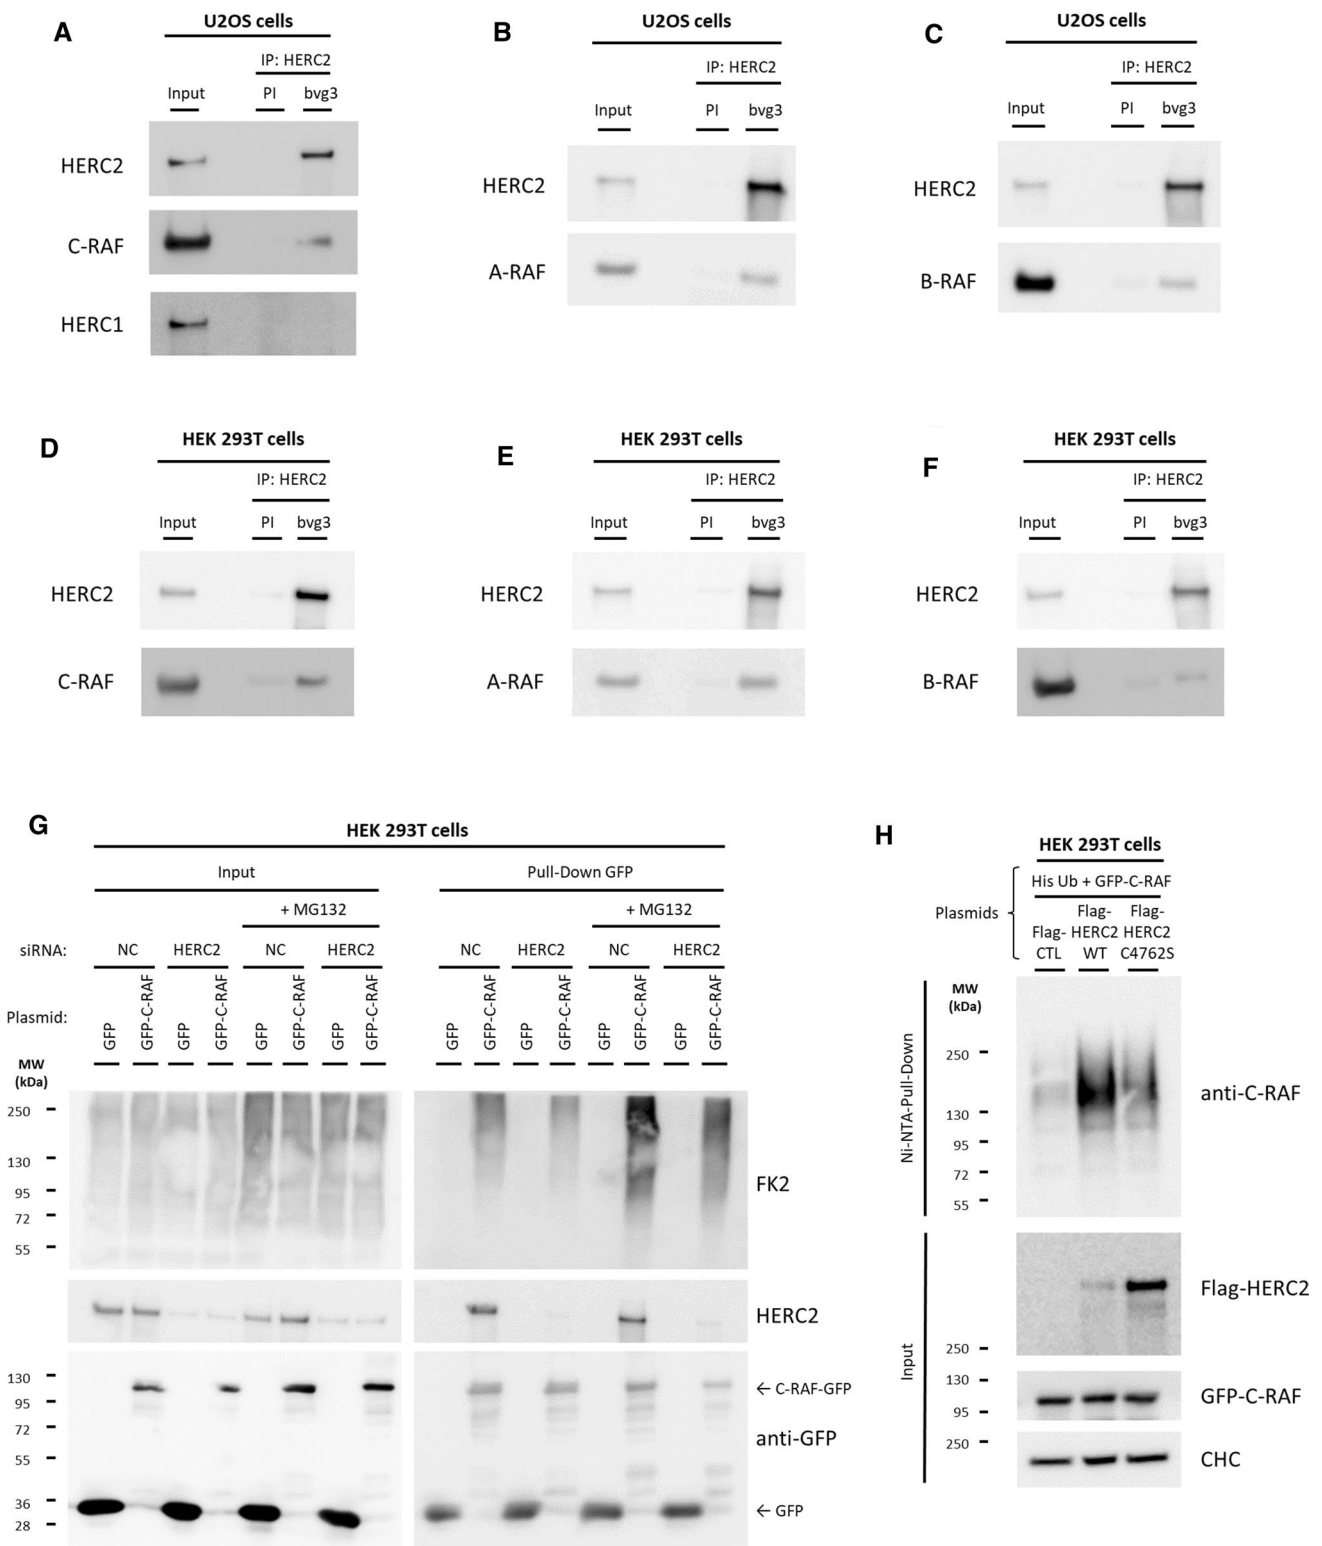 A
U2OS cells
IP: HERC2
Input PI bvg3
HERC2
C-RAF
HERC1
B
U2OS cells
IP: HERC2
Input PI bvg3
HERC2
A-RAF
C
U2OS cells
IP: HERC2
Input PI bvg3
HERC2
B-RAF
D
HEK 293T cells
IP: HERC2
Input PI bvg3
HERC2
C-RAF
E
HEK 293T cells
IP: HERC2
Input PI bvg3
HERC2
A-RAF
F
HEK 293T cells
IP: HERC2
Input PI bvg3
HERC2
B-RAF
G
HEK 293T cells
Input Pull-Down GFP
+ MG132 + MG132
siRNA: NC HERC2 NC HERC2 NC HERC2 NC HERC2
Plasmid: GFP GFP-C-RAF GFP GFP-C-RAF GFP GFP-C-RAF GFP GFP-C-RAF GFP GFP-C-RAF GFP GFP-C-RAF GFP GFP-C-RAF GFP GFP-C-RAF
MW
(kDa)
250
130
95
72
55
FK2
HERC2
130
95
72
55
36
28
← C-RAF-GFP
anti-GFP
← GFP
H
HEK 293T cells
His Ub + GFP-C-RAF
Plasmids
Flag-CTL
Flag-HERC2 WT
Flag-HERC2 C4762S
MW
(kDa)
Ni-NTA-Pull-Down
250
130
95
72
55
anti-C-RAF
Input
Flag-HERC2
250
130
GFP-C-RAF
95
250
CHC